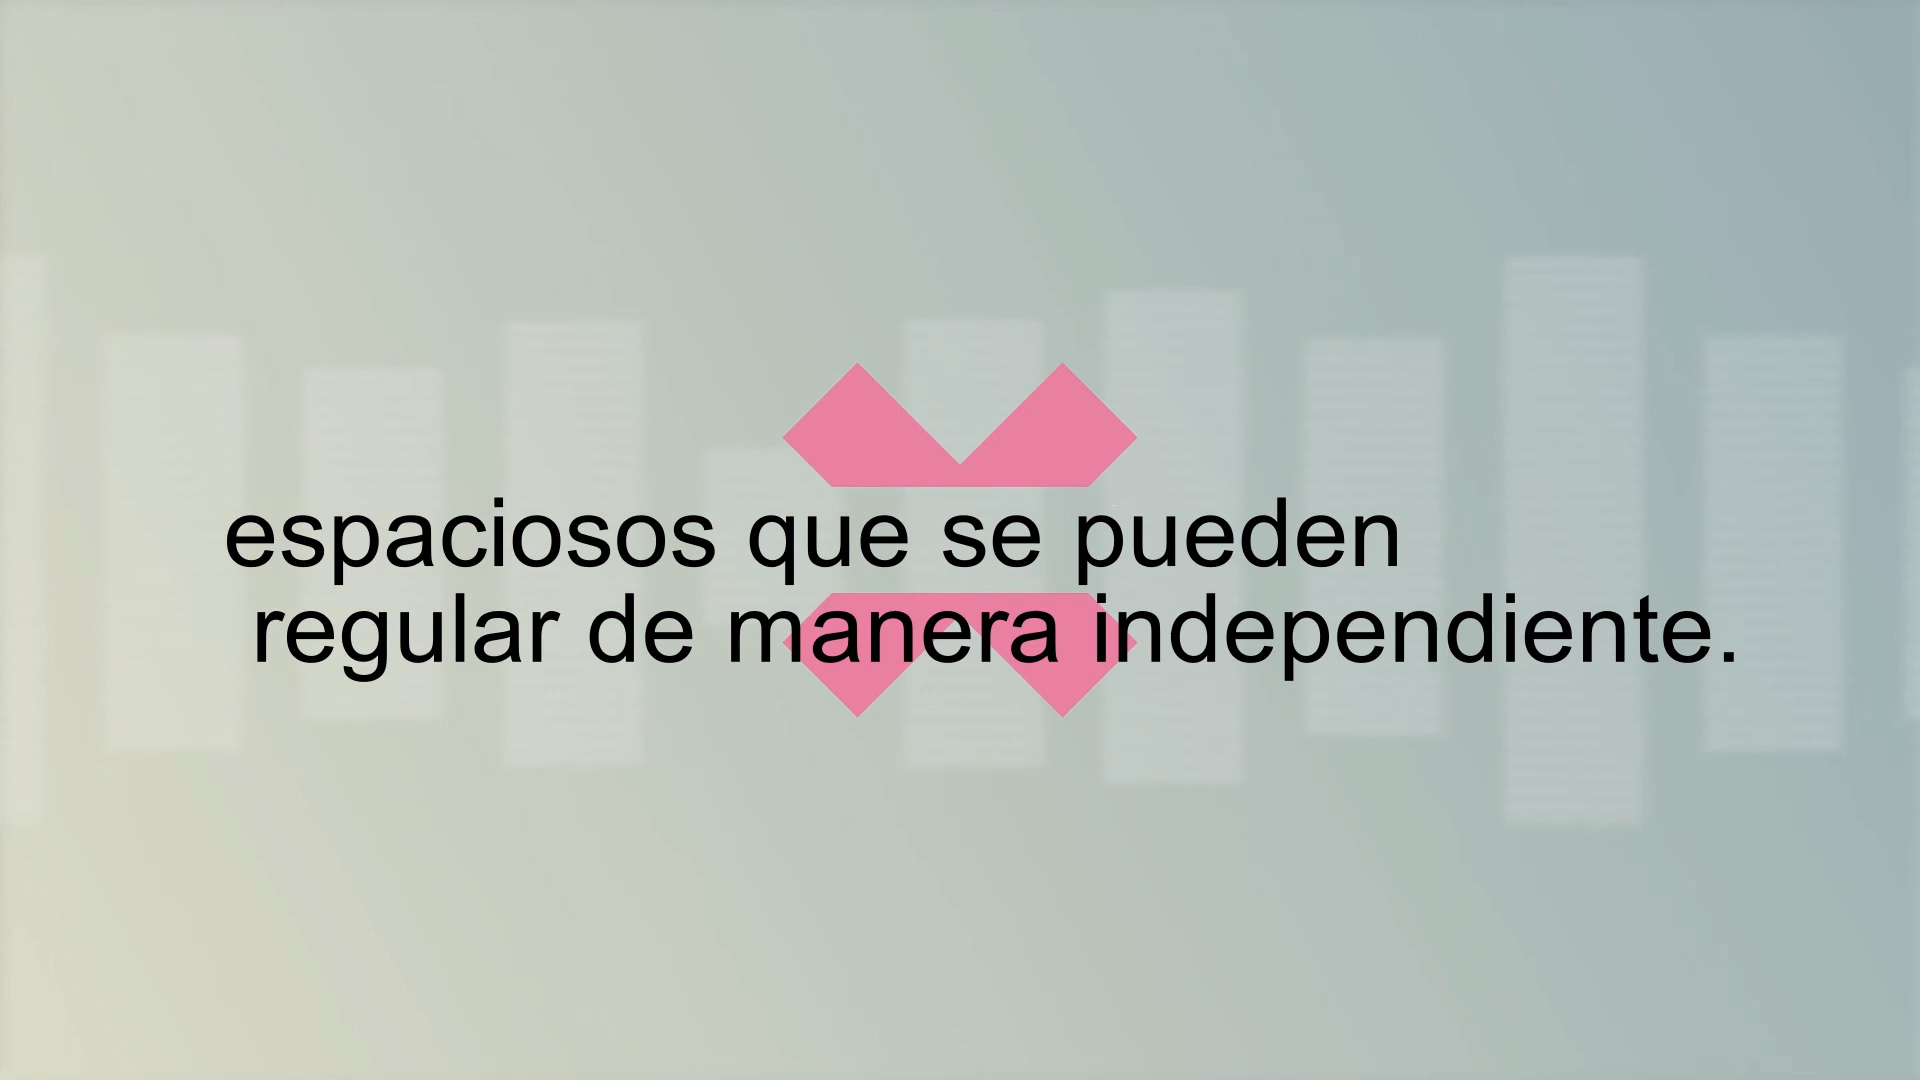 espaciosos que se pueden
regular de manera independiente.